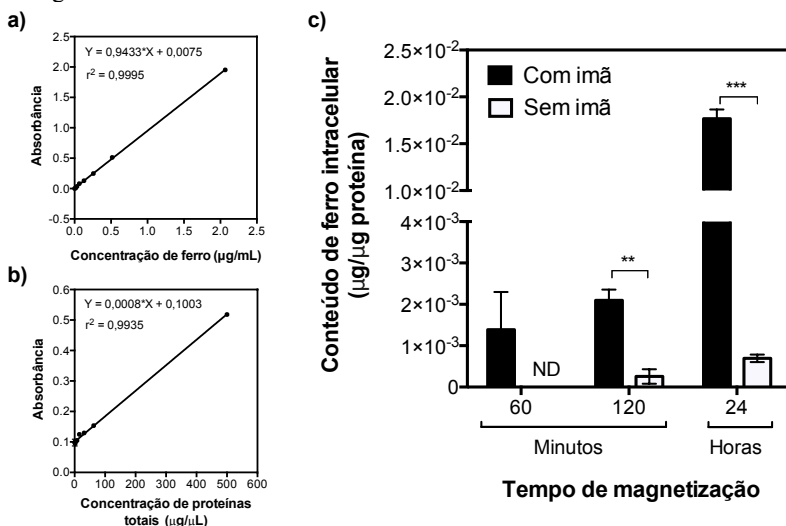 a)
2.5
2.0
1.5
1.0
0.5
0.0
-0.5
Absorbância
Y = 0,9433*X + 0,0075
r² = 0,9995
0.0 0.5 1.0 1.5 2.0 2.5
Concentração de ferro (µg/mL)
b)
0.6
0.5
0.4
0.3
0.2
0.1
0.0
Absorbância
Y = 0,0008*X + 0,1003
r² = 0,9935
0 100 200 300 400 500 600
Concentração de proteínas
totais (µg/µL)
c)
Conteúdo de ferro intracelular
(µg/µg proteína)
2.5×10⁻²
2.0×10⁻²
1.5×10⁻²
1.0×10⁻²
4×10⁻³
3×10⁻³
2×10⁻³
1×10⁻³
0
Com imã
Sem imã
***
**
ND
60 120 24
Minutos Horas
Tempo de magnetização